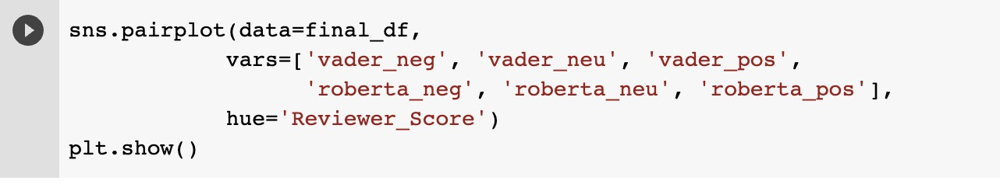 sns.pairplot(data=final_df,
             vars=['vader_neg', 'vader_neu', 'vader_pos',
                    'roberta_neg', 'roberta_neu', 'roberta_pos'],
             hue='Reviewer_Score')
plt.show()